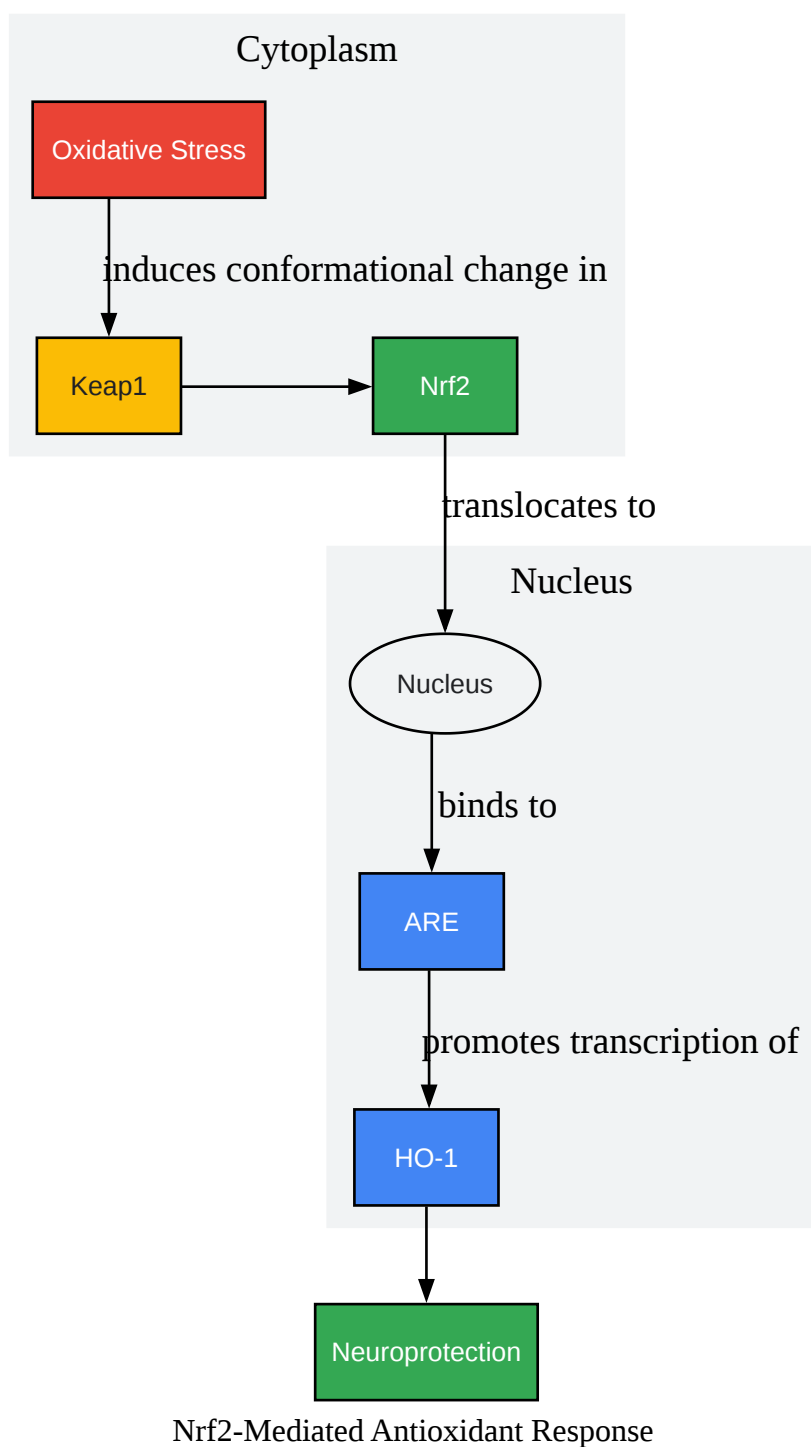 Cytoplasm
Oxidative Stress
induces conformational change in
Keap1
Nrf2
translocates to
Nucleus
Nucleus
binds to
ARE
promotes transcription of
HO-1
Neuroprotection
Nrf2-Mediated Antioxidant Response